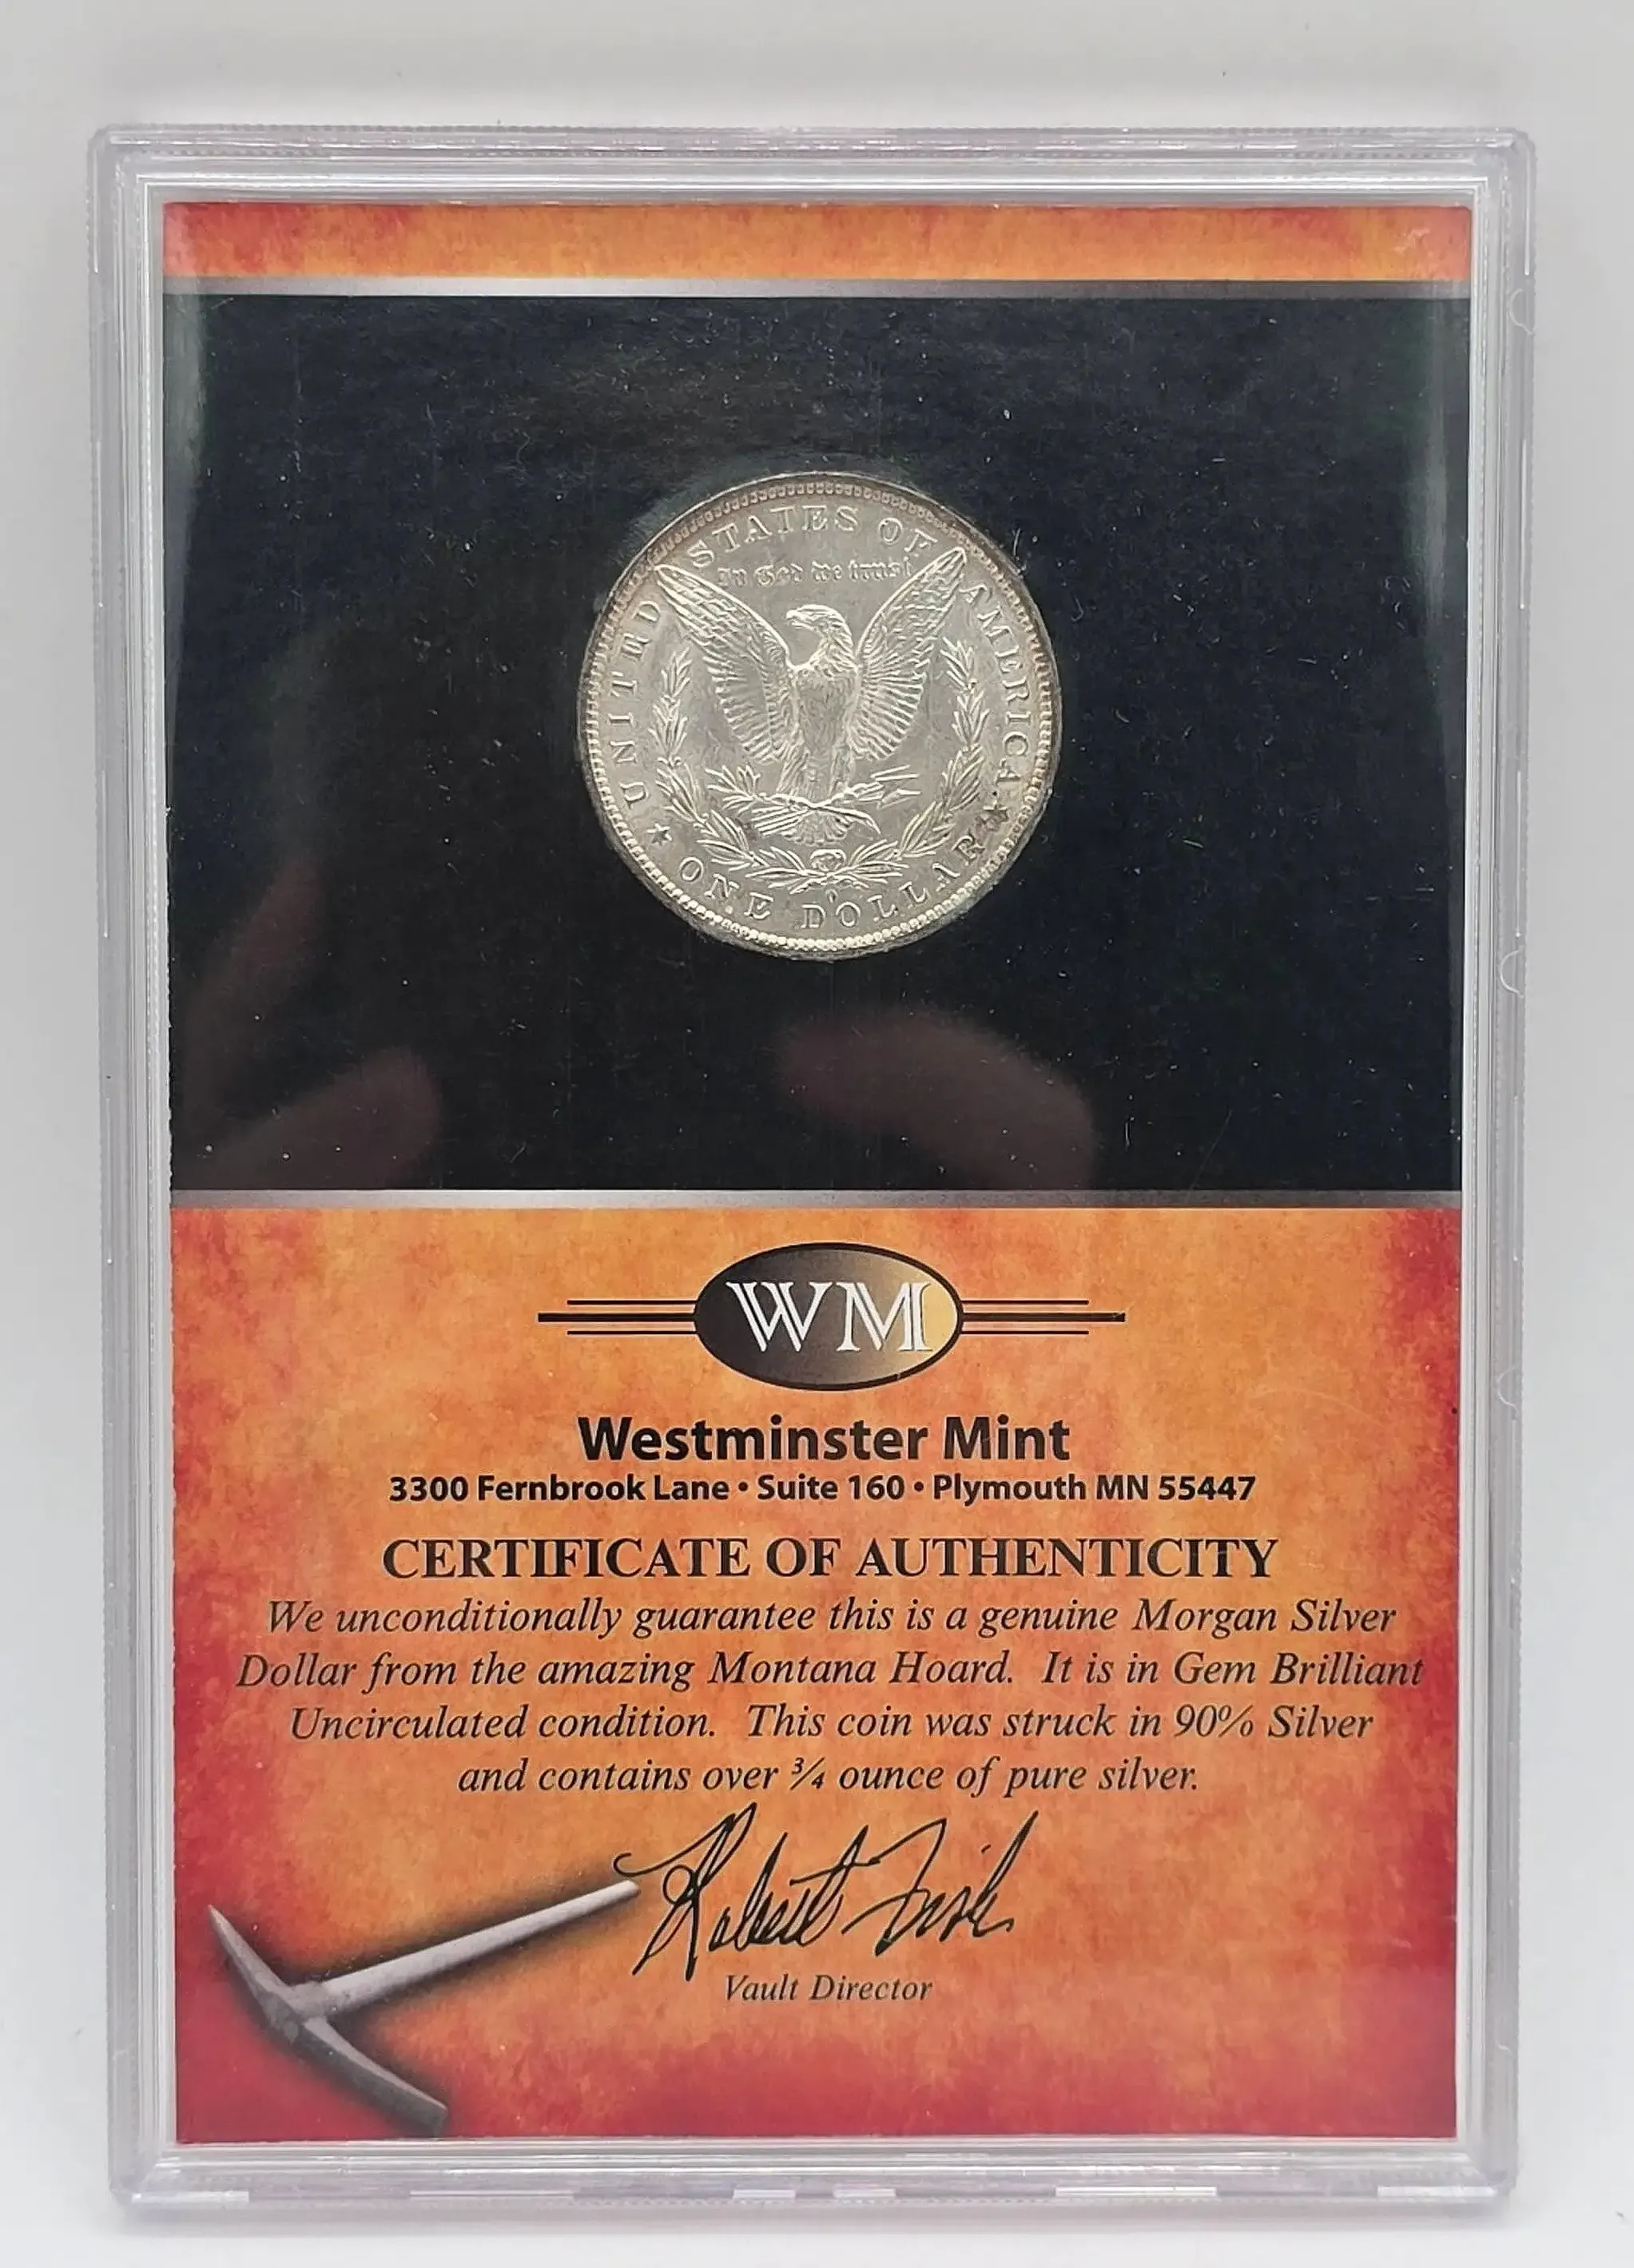 UNITED STATES OF AMERICA
In God we trust
O
ONE DOLLAR
WM
Westminster Mint
3300 Fernbrook Lane • Suite 160 • Plymouth MN 55447
CERTIFICATE OF AUTHENTICITY
We unconditionally guarantee this is a genuine Morgan Silver
Dollar from the amazing Montana Hoard. It is in Gem Brilliant
Uncirculated condition. This coin was struck in 90% Silver
and contains over ¾ ounce of pure silver.
Robert Fish
Vault Director